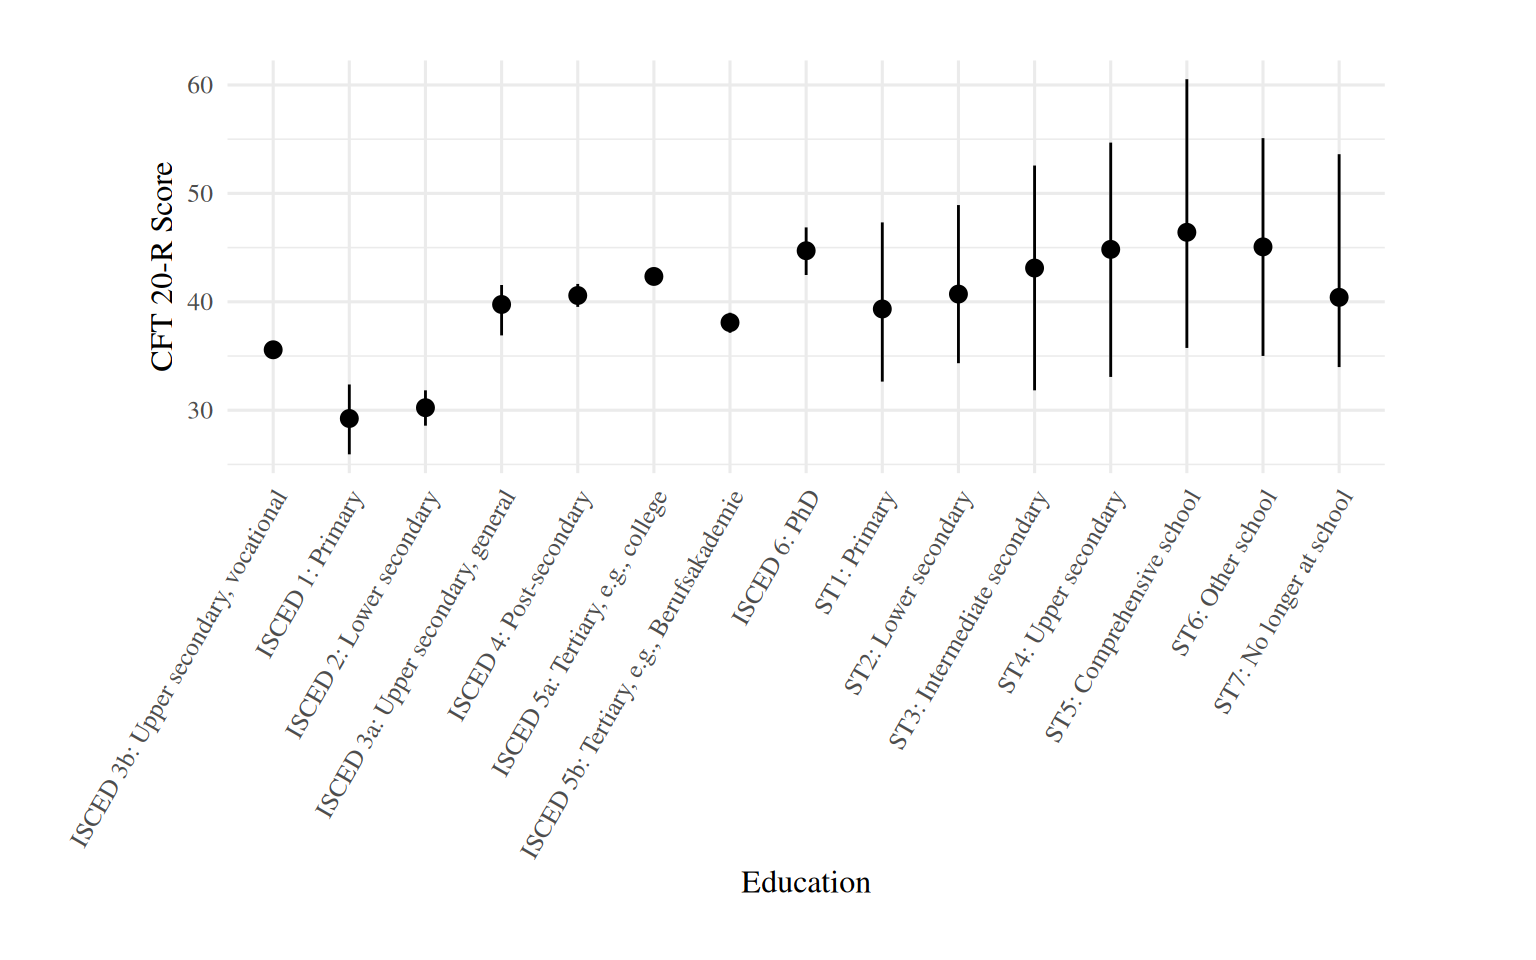 60
50
40
30
CFT 20-R Score
ISCED 3b: Upper secondary, vocational
ISCED 1: Primary
ISCED 2: Lower secondary
ISCED 3a: Upper secondary, general
ISCED 4: Post-secondary
ISCED 5a: Tertiary, e.g., college
ISCED 5b: Tertiary, e.g., Berufsakademie
ISCED 6: PhD
ST1: Primary
ST2: Lower secondary
ST3: Intermediate secondary
ST4: Upper secondary
ST5: Comprehensive school
ST6: Other school
ST7: No longer at school
Education